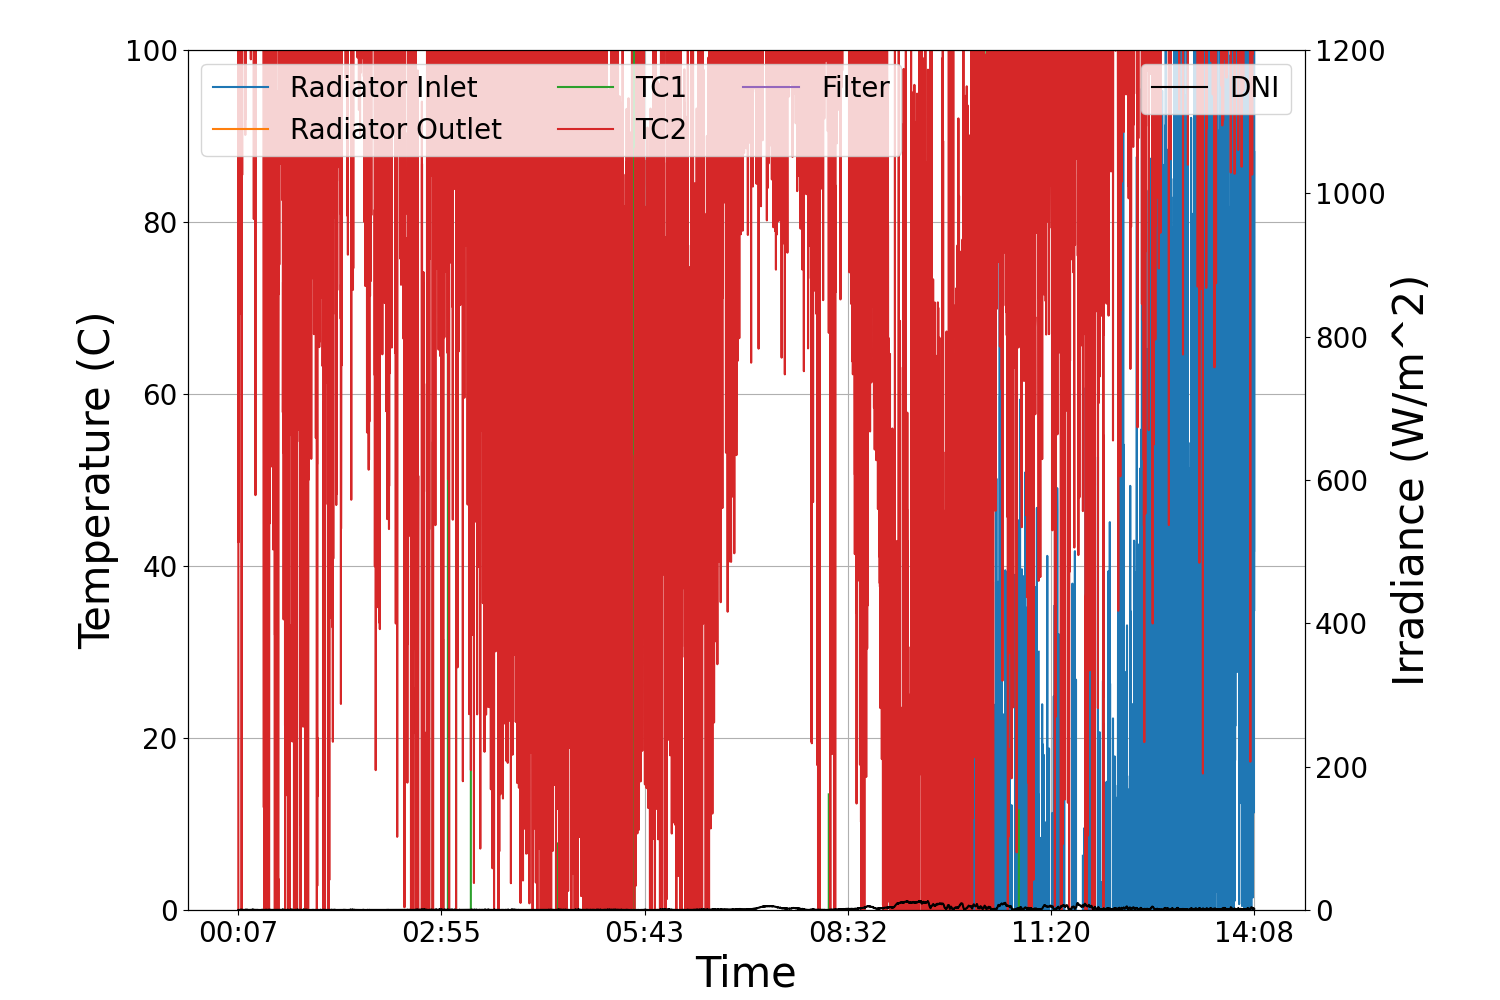 Radiator Inlet
Radiator Outlet
TC1
TC2
Filter
DNI
Temperature (C)
100
80
60
40
20
0
1200
1000
800
600
400
200
0
Irradiance (W/m^2)
00:07 02:55 05:43 08:32 11:20 14:08
Time